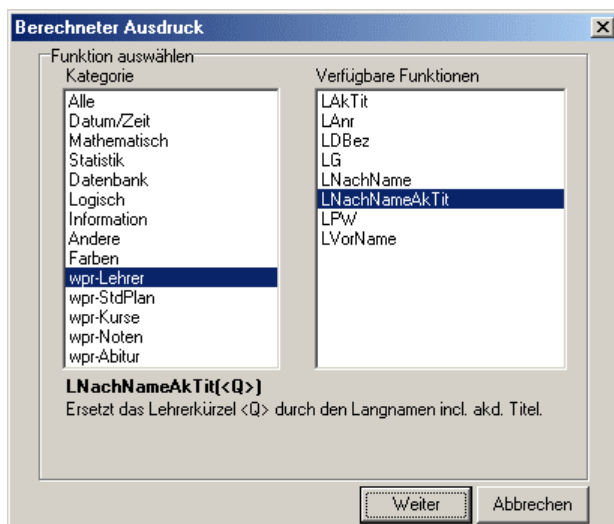 Berechneter Ausdruck
Funktion auswählen
Kategorie
Alle
Datum/Zeit
Mathematisch
Statistik
Datenbank
Logisch
Information
Andere
Farben
wpr-Lehrer
wpr-StdPlan
wpr-Kurse
wpr-Noten
wpr-Abitur
Verfügbare Funktionen
LAkTit
LAnr
LDBez
LG
LNachName
LNachNameAkTit
LPW
LVorName
LNachNameAkTit(<Q>)
Ersetzt das Lehrerkürzel <Q> durch den Langnamen incl. akd. Titel.
Weiter
Abbrechen